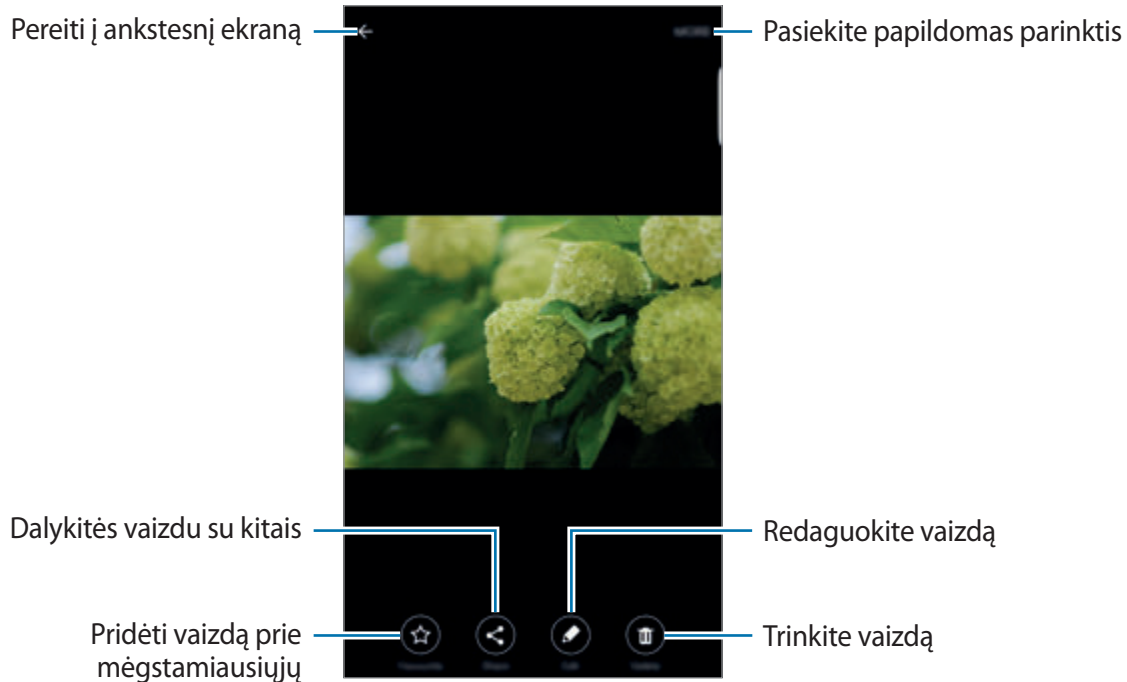 Pereiti į ankstesnį ekraną
Pasiekite papildomas parinktis
Dalykitės vaizdu su kitais
Redaguokite vaizdą
Pridėti vaizdą prie
mėgstamiausiųjų
Trinkite vaizdą